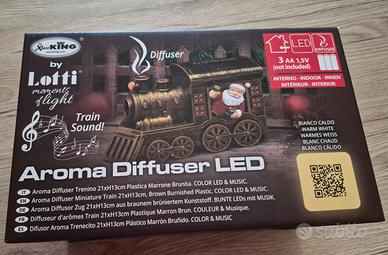 XmasKING
by
Lotti
moments
of light
Train
Sound!
Diffuser
LED
DIFFUSER
3 AA 1,5V
(not included)
INTERNO - INDOOR - INNEN
INTÉRIEUR - INTERIOR
BIANCO CALDO
WARM WHITE
WARMES WEISS
BLANC CHAUD
BLANCO CÁLIDO
Aroma Diffuser LED
IT Aroma Diffuser Trenino 21xH13cm Plastica Marrone Brunita. COLOR LED & MUSIC.
EN Aroma Diffuser Miniature Train 21xH13cm, Brown Burnished Plastic. COLOR LED & MUSIC.
DE Aroma Diffusor Zug 21xH13cm aus braunem brüniertem Kunststoff. BUNTE LEDs mit MUSIK.
FR Diffuseur d'arômes Train 21xH13cm Plastique Marron Brun. COULEUR & Musique.
ES Difusor Aroma Trenecito 21xH13cm Plástico Marrón Bruñido. COLOR & MUSIC.
subito